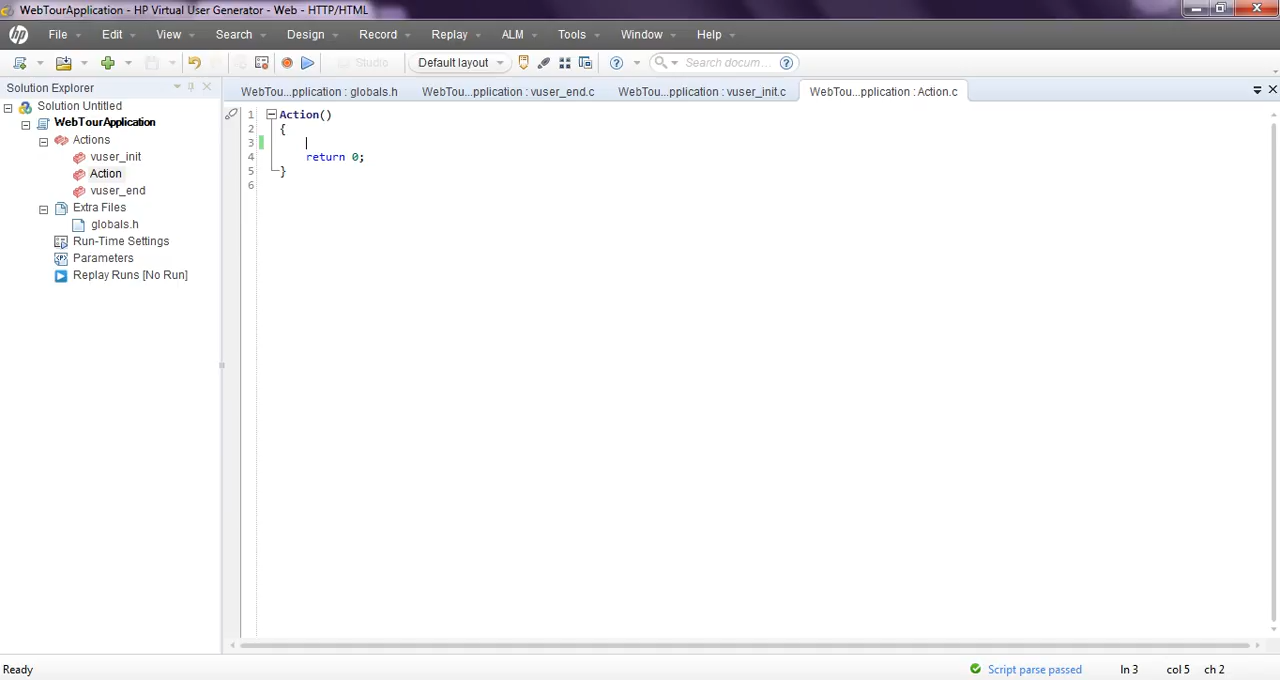 WebTourApplication - HP Virtual User Generator - Web - HTTP/HTML
hp File Edit View Search Design Record Replay ALM Tools Window Help
Studio Default layout Search docum...
Solution Explorer
WebTou...pplication : globals.h WebTou...pplication : vuser_end.c WebTou...pplication : vuser_init.c WebTou...pplication : Action.c
Solution Untitled
WebTourApplication
Actions
vuser_init
Action
vuser_end
Extra Files
globals.h
Run-Time Settings
Parameters
Replay Runs [No Run]
1 Action()
2 {
3
4 return 0;
5 }
6
Ready Script parse passed ln 3 col 5 ch 2